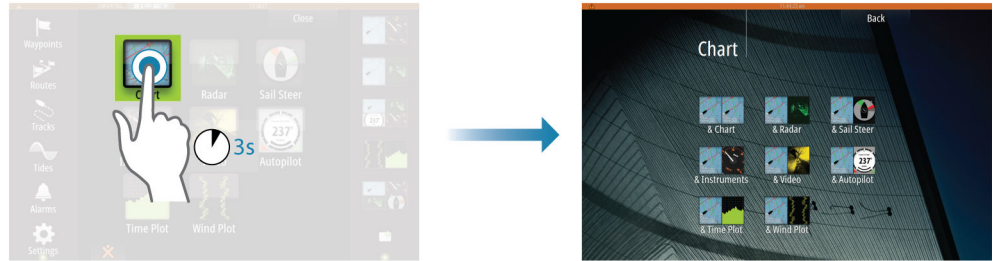 Close
Waypoints
Routes
Tracks
Tides
Alarms
Settings
Radar
Sail Steer
3s
237°
Autopilot
Time Plot
Wind Plot
Back
Chart
& Chart
& Radar
& Sail Steer
& Instruments
& Video
237°
& Autopilot
& Time Plot
& Wind Plot